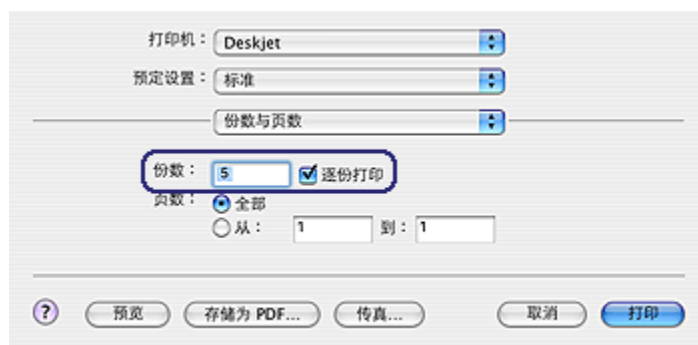 打印机： Deskjet
预定设置： 标准
份数与页数
份数： 5 逐份打印
页数： 全部
从： 1 到： 1
? 预览 存储为 PDF... 传真... 取消 打印